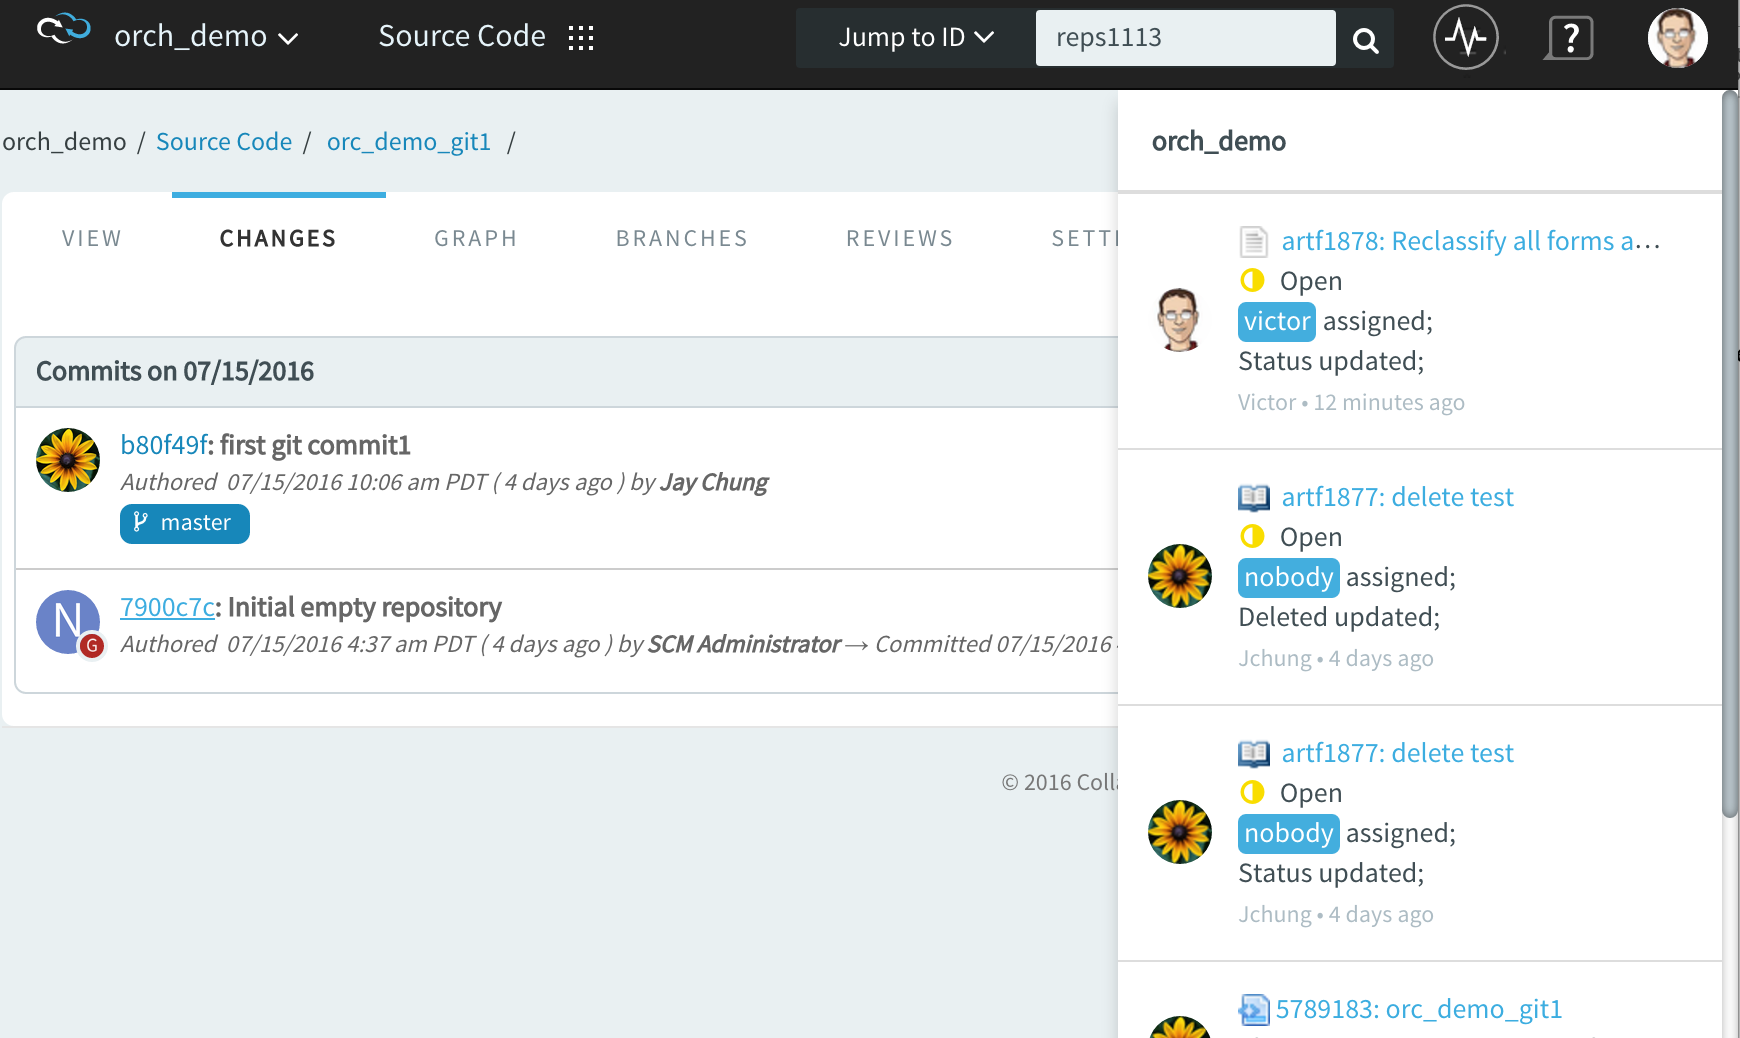 orch_demo
Source Code
Jump to ID
reps1113
?
orch_demo / Source Code / orc_demo_git1 /
VIEW
CHANGES
GRAPH
BRANCHES
REVIEWS
SETTI
Commits on 07/15/2016
b80f49f: first git commit1
Authored 07/15/2016 10:06 am PDT ( 4 days ago ) by Jay Chung
master
N
G
7900c7c: Initial empty repository
Authored 07/15/2016 4:37 am PDT ( 4 days ago ) by SCM Administrator → Committed 07/15/2016
© 2016 Colla
orch_demo
artf1878: Reclassify all forms a...
Open
victor assigned;
Status updated;
Victor • 12 minutes ago
artf1877: delete test
Open
nobody assigned;
Deleted updated;
Jchung • 4 days ago
artf1877: delete test
Open
nobody assigned;
Status updated;
Jchung • 4 days ago
5789183: orc_demo_git1